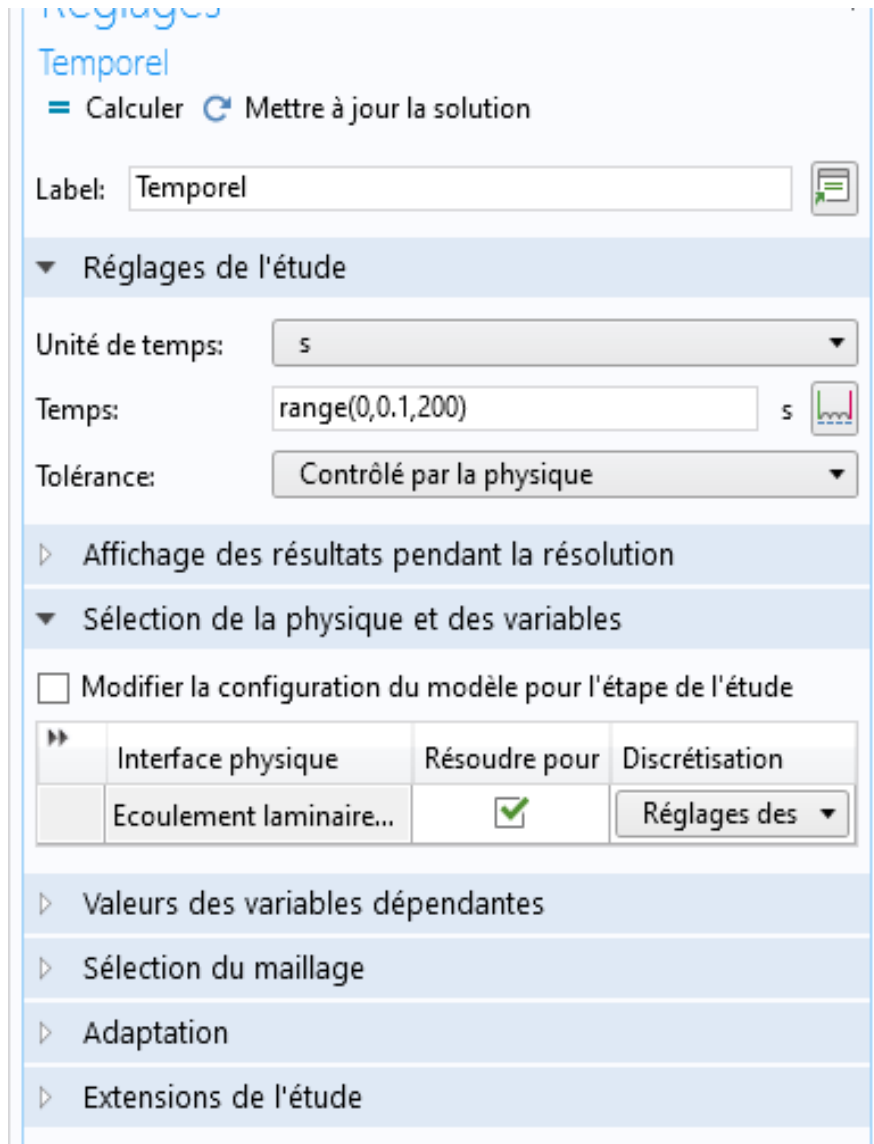 Réglages
Temporel
= Calculer Mettre à jour la solution
Label: Temporel
Réglages de l'étude
Unité de temps: s
Temps: range(0,0.1,200) s
Tolérance: Contrôlé par la physique
Affichage des résultats pendant la résolution
Sélection de la physique et des variables
Modifier la configuration du modèle pour l'étape de l'étude
Interface physique Résoudre pour Discrétisation
Ecoulement laminaire... Réglages des
Valeurs des variables dépendantes
Sélection du maillage
Adaptation
Extensions de l'étude